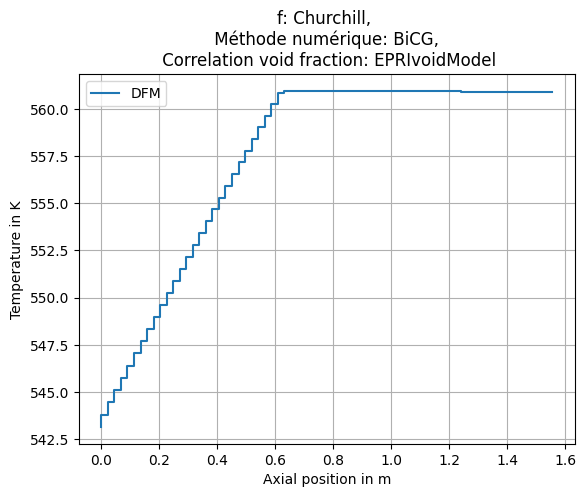 f: Churchill,
Méthode numérique: BiCG,
Correlation void fraction: EPRIvoidModel
DFM
Temperature in K
560.0
557.5
555.0
552.5
550.0
547.5
545.0
542.5
0.0
0.2
0.4
0.6
0.8
1.0
1.2
1.4
1.6
Axial position in m